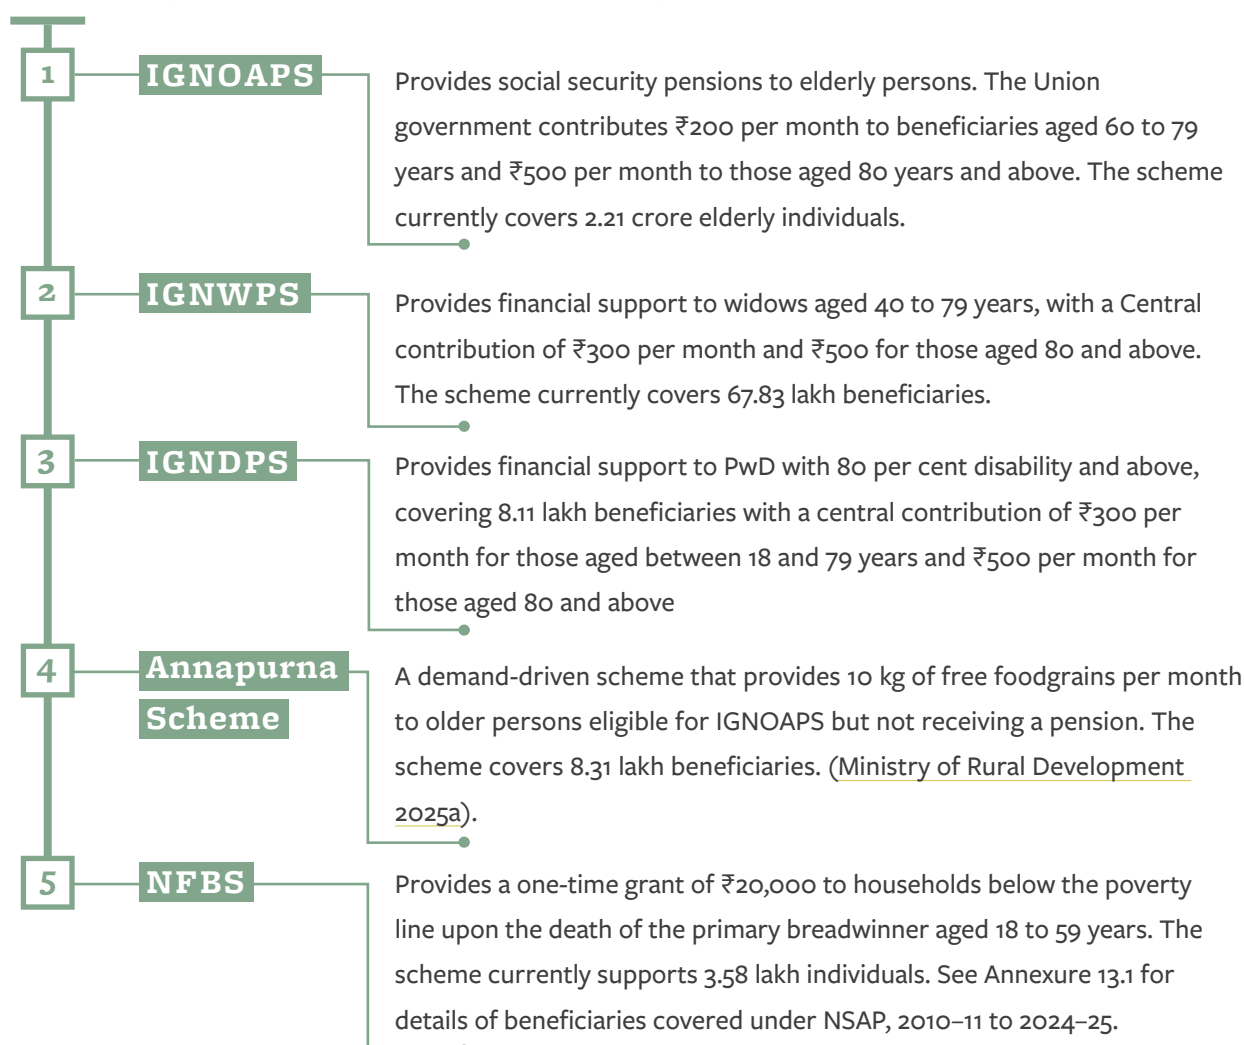 1
IGNOAPS
Provides social security pensions to elderly persons. The Union
government contributes ₹200 per month to beneficiaries aged 60 to 79
years and ₹500 per month to those aged 80 years and above. The scheme
currently covers 2.21 crore elderly individuals.
2
IGNWPS
Provides financial support to widows aged 40 to 79 years, with a Central
contribution of ₹300 per month and ₹500 for those aged 80 and above.
The scheme currently covers 67.83 lakh beneficiaries.
3
IGNDPS
Provides financial support to PwD with 80 per cent disability and above,
covering 8.11 lakh beneficiaries with a central contribution of ₹300 per
month for those aged between 18 and 79 years and ₹500 per month for
those aged 80 and above
4
Annapurna
Scheme
A demand-driven scheme that provides 10 kg of free foodgrains per month
to older persons eligible for IGNOAPS but not receiving a pension. The
scheme covers 8.31 lakh beneficiaries. (Ministry of Rural Development
2025a).
5
NFBS
Provides a one-time grant of ₹20,000 to households below the poverty
line upon the death of the primary breadwinner aged 18 to 59 years. The
scheme currently supports 3.58 lakh individuals. See Annexure 13.1 for
details of beneficiaries covered under NSAP, 2010–11 to 2024–25.